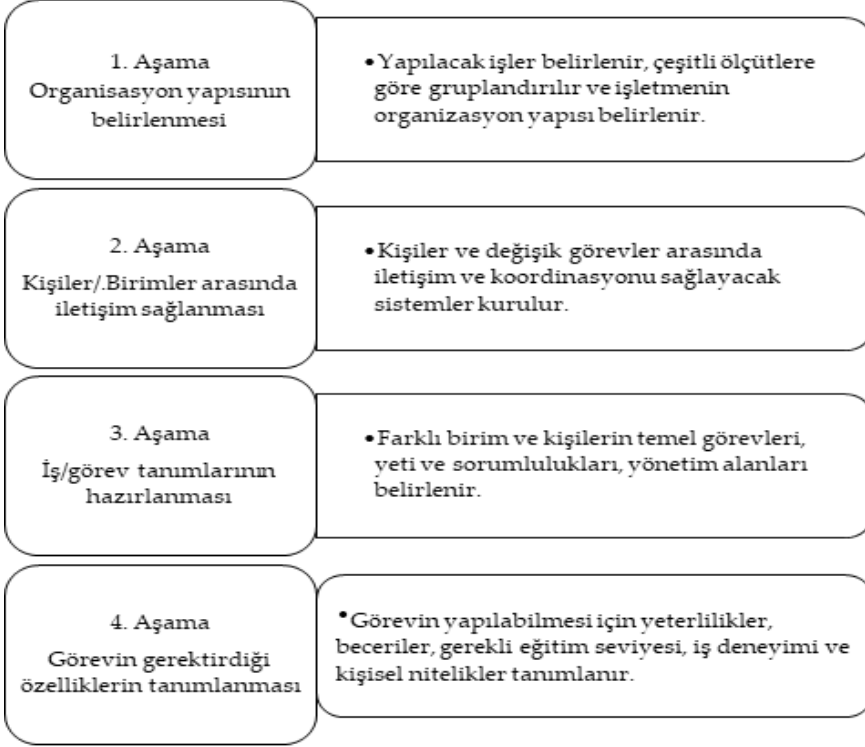 1. Aşama
Organisasyon yapısının
belirlenmesi
•Yapılacak işler belirlenir, çeşitli ölçütlere
göre gruplandırılır ve işletmenin
organizasyon yapısı belirlenir.
2. Aşama
Kişiler/.Birimler arasında
iletişim sağlanması
•Kişiler ve değişik görevler arasında
iletişim ve koordinasyonu sağlayacak
sistemler kurulur.
3. Aşama
İş/görev tanımlarının
hazırlanması
•Farklı birim ve kişilerin temel görevleri,
yeti ve sorumlulukları, yönetim alanları
belirlenir.
4. Aşama
Görevin gerektirdiği
özelliklerin tanımlanması
•Görevin yapılabilmesi için yeterlilikler,
beceriler, gerekli eğitim seviyesi, iş deneyimi ve
kişisel nitelikler tanımlanır.